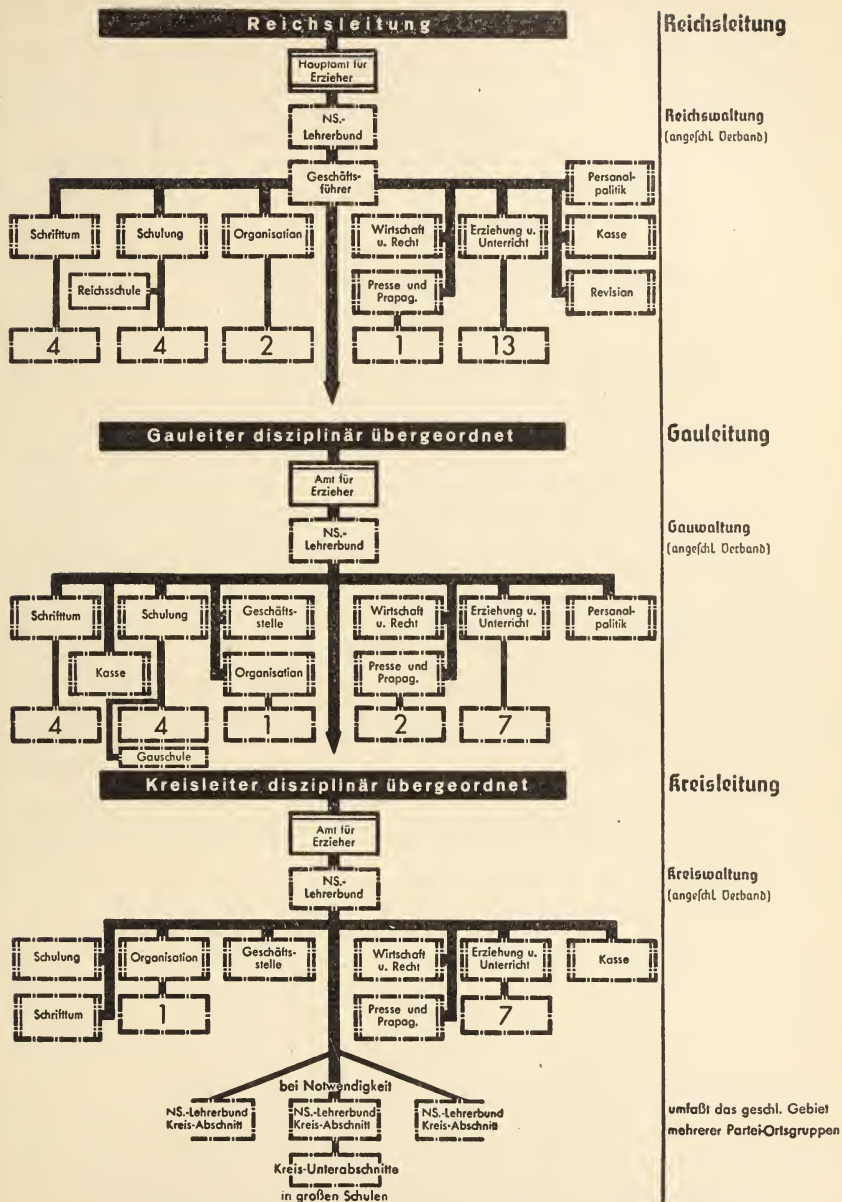 Reichsleitung
Reichsleitung
Hauptamt für
Erzieher
NS.-
Lehrerbund
Reichswaltung
(angeschl. Verband)
Geschäfts-
führer
Personal-
politik
Schrifttum
Schulung
Organisation
Wirtschaft
u. Recht
Erziehung u.
Unterricht
Kasse
Reichsschule
Presse und
Propag.
Revision
4
4
2
1
13
Gauleiter disziplinär übergeordnet
Gauleitung
Amt für
Erzieher
NS.-
Lehrerbund
Gauwaltung
(angeschl. Verband)
Schrifttum
Schulung
Geschäfts-
stelle
Wirtschaft
u. Recht
Erziehung u.
Unterricht
Personal-
politik
Kasse
Organisation
Presse und
Propag.
4
4
1
2
7
Gauschule
Kreisleiter disziplinär übergeordnet
Kreisleitung
Amt für
Erzieher
NS.-
Lehrerbund
Kreiswaltung
(angeschl. Verband)
Schulung
Organisation
Geschäfts-
stelle
Wirtschaft
u. Recht
Erziehung u.
Unterricht
Kasse
Schrifttum
1
Presse und
Propag.
7
bei Notwendigkeit
NS.-Lehrerbund
Kreis-Abschnitt
NS.-Lehrerbund
Kreis-Abschnitt
NS.-Lehrerbund
Kreis-Abschnitt
umfaßt das geschl. Gebiet
mehrerer Partei-Ortsgruppen
Kreis-Unterabschnitte
in großen Schulen